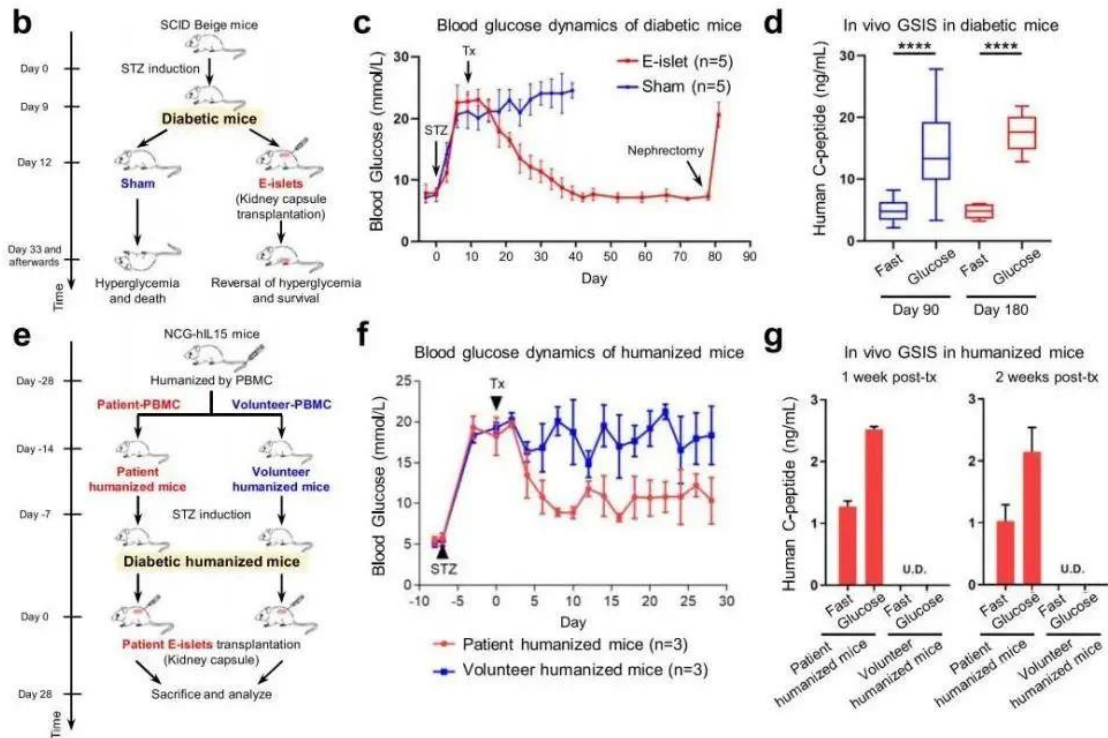 b
SCID Beige mice
Day 0
STZ induction
Day 9
Diabetic mice
Day 12
Sham
E-islets
(Kidney capsule
transplantation)
Day 33 and
afterwards
Hyperglycemia
and death
Reversal of hyperglycemia
and survival
Time
c
Blood glucose dynamics of diabetic mice
Blood Glucose (mmol/L)
30
20
10
0
STZ
Tx
E-islet (n=5)
Sham (n=5)
Nephrectomy
0 10 20 30 40 50 60 70 80 90
Day
d
In vivo GSIS in diabetic mice
Human C-peptide (ng/mL)
30
20
10
0
**** ****
Fast Glucose Fast Glucose
Day 90 Day 180
e
NCG-hIL15 mice
Day -28
Humanized by PBMC
Patient-PBMC Volunteer-PBMC
Day -14
Patient
humanized mice
Volunteer
humanized mice
Day -7
STZ induction
Diabetic humanized mice
Day 0
Patient E-islets transplantation
(Kidney capsule)
Day 28
Sacrifice and analyze
Time
f
Blood glucose dynamics of humanized mice
Blood Glucose (mmol/L)
25
20
15
10
5
0
Tx
STZ
-10 -5 0 5 10 15 20 25 30
Day
Patient humanized mice (n=3)
Volunteer humanized mice (n=3)
g
In vivo GSIS in humanized mice
1 week post-tx
2 weeks post-tx
Human C-peptide (ng/mL)
3
2
1
0
U.D.
Fast Glucose Fast Glucose
Patient
humanized mice
Volunteer
humanized mice
3
2
1
0
U.D.
Fast Glucose Fast Glucose
Patient
humanized mice
Volunteer
humanized mice